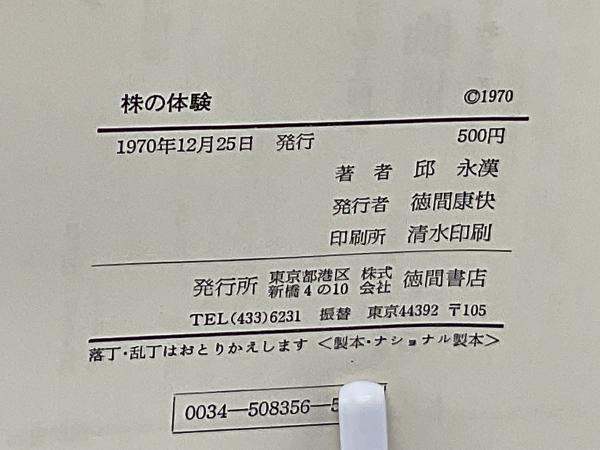 株の体験 ©1970
1970年12月25日 発行 500円
著者 邱永漢
発行者 徳間康快
印刷所 清水印刷
発行所 東京都港区新橋4の10 株式会社 徳間書店
TEL(433)6231 振替 東京44392 〒105
落丁・乱丁はおとりかえします <製本・ナショナル製本>
0034—508356—5